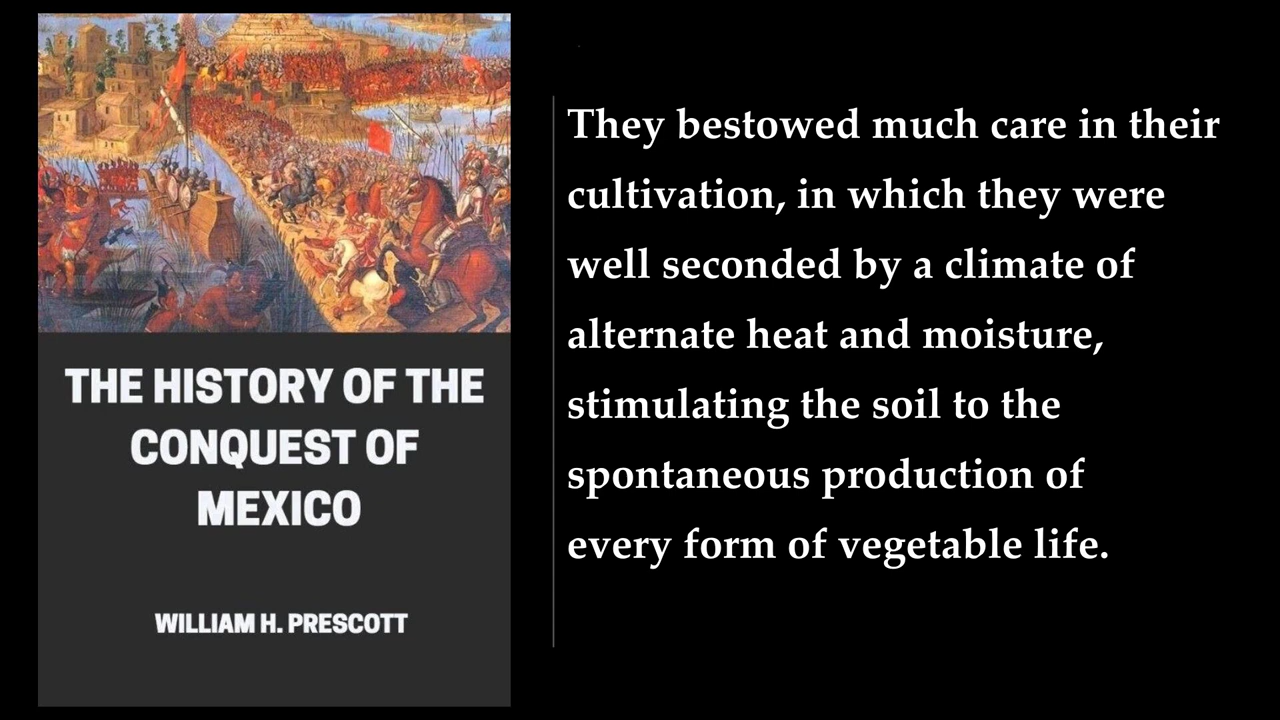 THE HISTORY OF THE
CONQUEST OF
MEXICO
WILLIAM H. PRESCOTT
They bestowed much care in their
cultivation, in which they were
well seconded by a climate of
alternate heat and moisture,
stimulating the soil to the
spontaneous production of
every form of vegetable life.